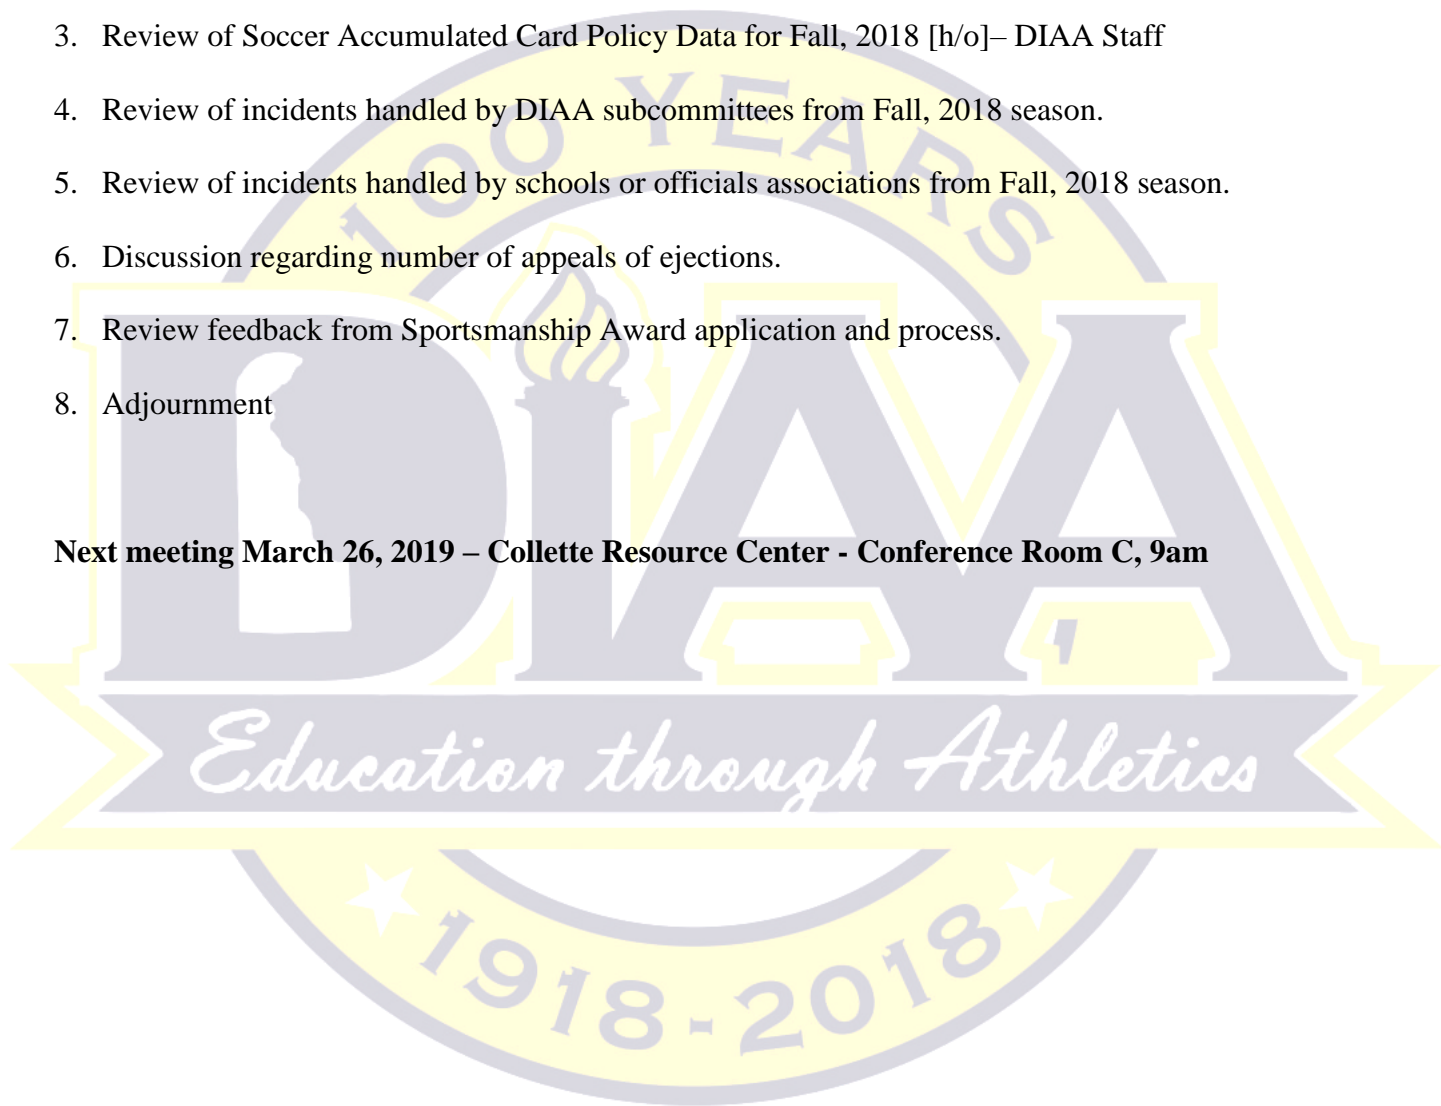 3. Review of Soccer Accumulated Card Policy Data for Fall, 2018 [h/o]– DIAA Staff
4. Review of incidents handled by DIAA subcommittees from Fall, 2018 season.
5. Review of incidents handled by schools or officials associations from Fall, 2018 season.
6. Discussion regarding number of appeals of ejections.
7. Review feedback from Sportsmanship Award application and process.
8. Adjournment
Next meeting March 26, 2019 – Collette Resource Center - Conference Room C, 9am
100 YEARS
DIAA
Education through Athletics
1918-2018